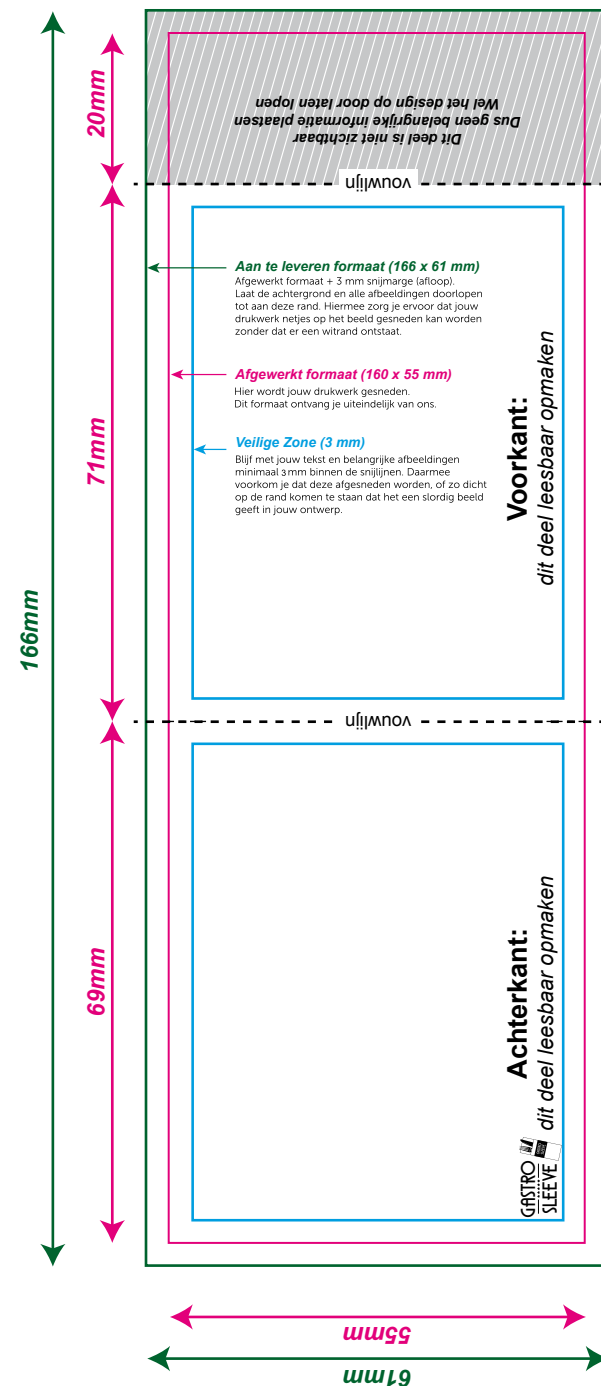 20mm
Dit deel is niet zichtbaar
Dus geen belangrijke informatie plaatsen
Wel het design op door laten lopen
vouwlijn
Aan te leveren formaat (166 x 61 mm)
Afgewerkt formaat + 3 mm snijmarge (afloop).
Laat de achtergrond en alle afbeeldingen doorlopen
tot aan deze rand. Hiermee zorg je ervoor dat jouw
drukwerk netjes op het beeld gesneden kan worden
zonder dat er een witrand ontstaat.
Afgewerkt formaat (160 x 55 mm)
Hier wordt jouw drukwerk gesneden.
Dit formaat ontvang je uiteindelijk van ons.
Veilige Zone (3 mm)
Blijf met jouw tekst en belangrijke afbeeldingen
minimaal 3 mm binnen de snijlijnen. Daarmee
voorkom je dat deze afgesneden worden, of zo dicht
op de rand komen te staan dat het een slordig beeld
geeft in jouw ontwerp.
Voorkant:
dit deel leesbaar opmaken
71mm
166mm
vouwlijn
69mm
Achterkant:
dit deel leesbaar opmaken
GASTRO
SLEEVE
55mm
61mm